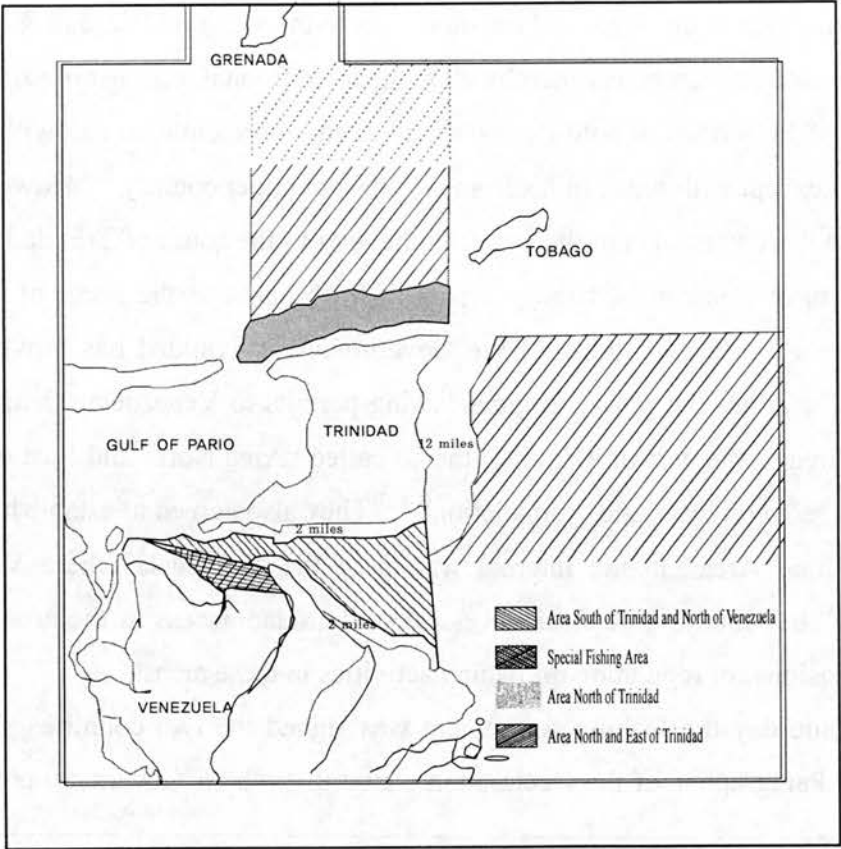 GRENADA
TOBAGO
GULF OF PARIO
TRINIDAD
12 miles
2 miles
2 miles
VENEZUELA
Area South of Trinidad and North of Venezuela
Special Fishing Area
Area North of Trinidad
Area North and East of Trinidad